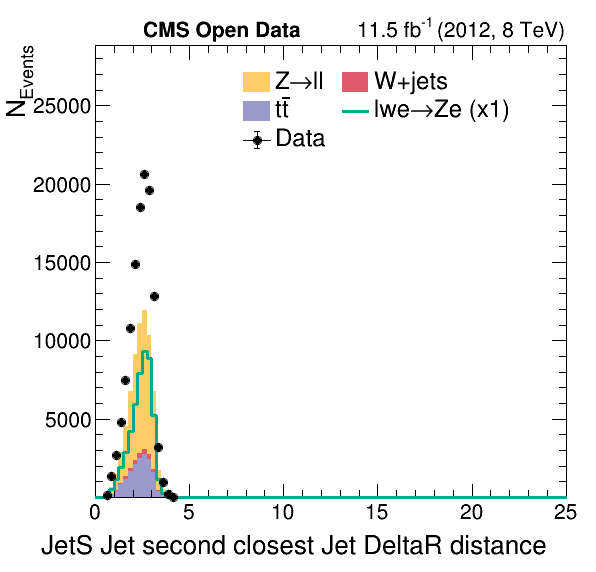 CMS Open Data 11.5 fb⁻¹ (2012, 8 TeV)
N_Events
Z→ll W+jets
tt̄ lwe→Ze (x1)
Data
25000
20000
15000
10000
5000
0 5 10 15 20 25
JetS Jet second closest Jet DeltaR distance